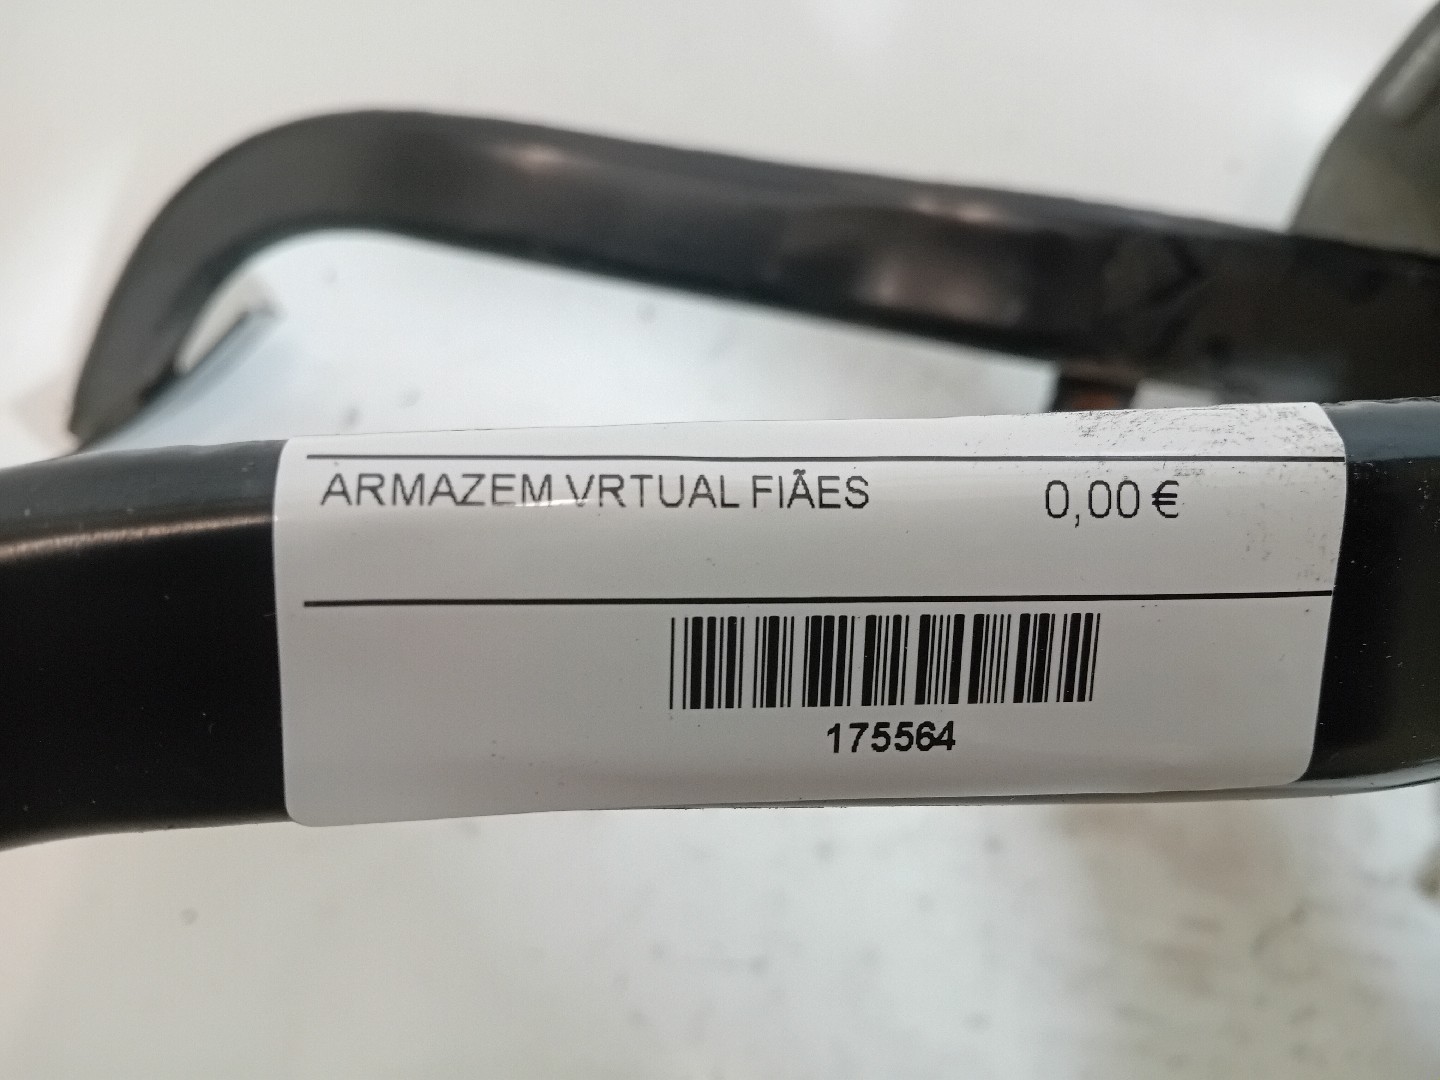 ARMAZEM VRTUAL FIÃES 0,00 €
175564